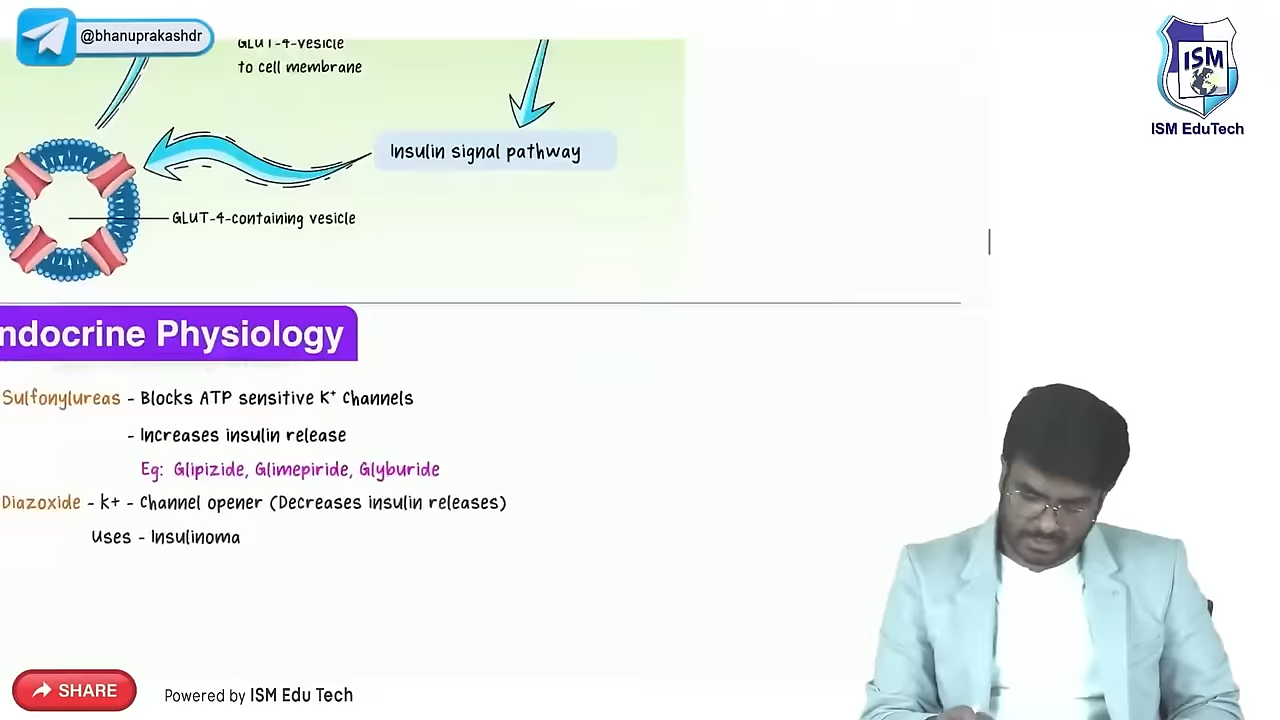 @bhanuprakashdr
GLUT-4-vesicle
to cell membrane
ISM
ISM EduTech
Insulin signal pathway
GLUT-4-containing vesicle
ndocrine Physiology
Sulfonylureas - Blocks ATP sensitive K⁺ Channels
- Increases insulin release
Eg: Glipizide, Glimepiride, Glyburide
Diazoxide - K+ - Channel opener (Decreases insulin releases)
Uses - Insulinoma
SHARE
Powered by ISM Edu Tech